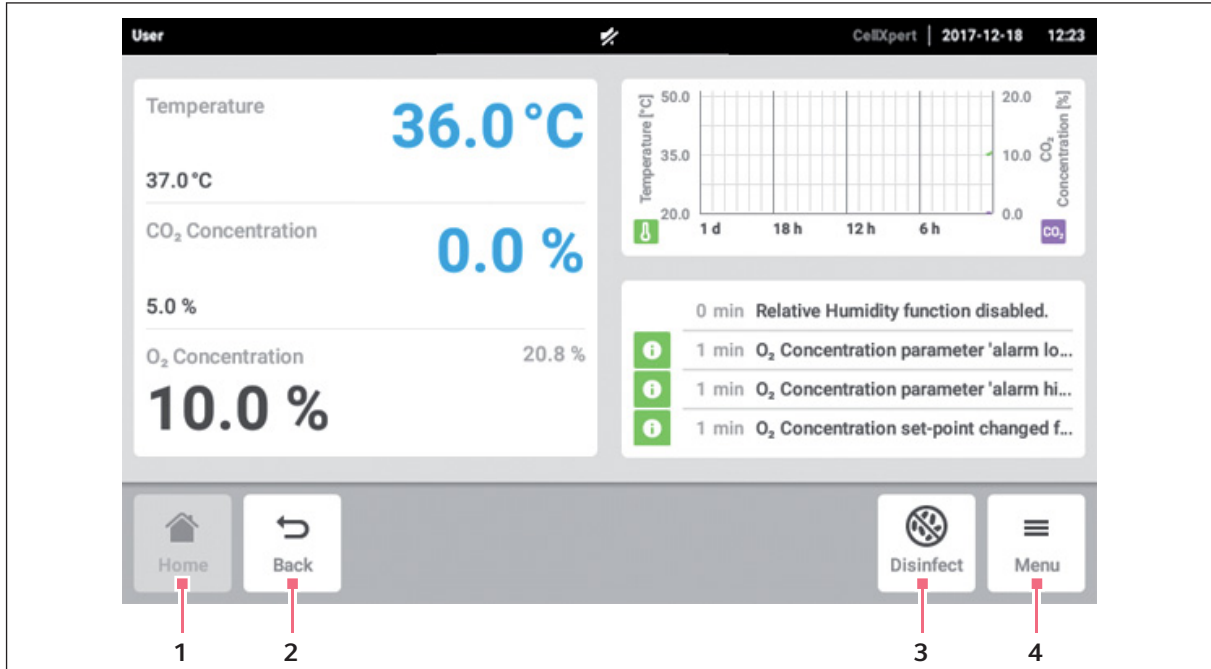 User CellXpert | 2017-12-18 12:23
Temperature
36.0 °C
37.0 °C
CO₂ Concentration
0.0 %
5.0 %
O₂ Concentration 20.8 %
10.0 %
Temperature [°C]
50.0
35.0
20.0
20.0
10.0
0.0
CO₂
Concentration [%]
1 d 18 h 12 h 6 h
CO₂
0 min Relative Humidity function disabled.
1 min O₂ Concentration parameter 'alarm lo...
1 min O₂ Concentration parameter 'alarm hi...
1 min O₂ Concentration set-point changed f...
Home Back Disinfect Menu
1 2 3 4